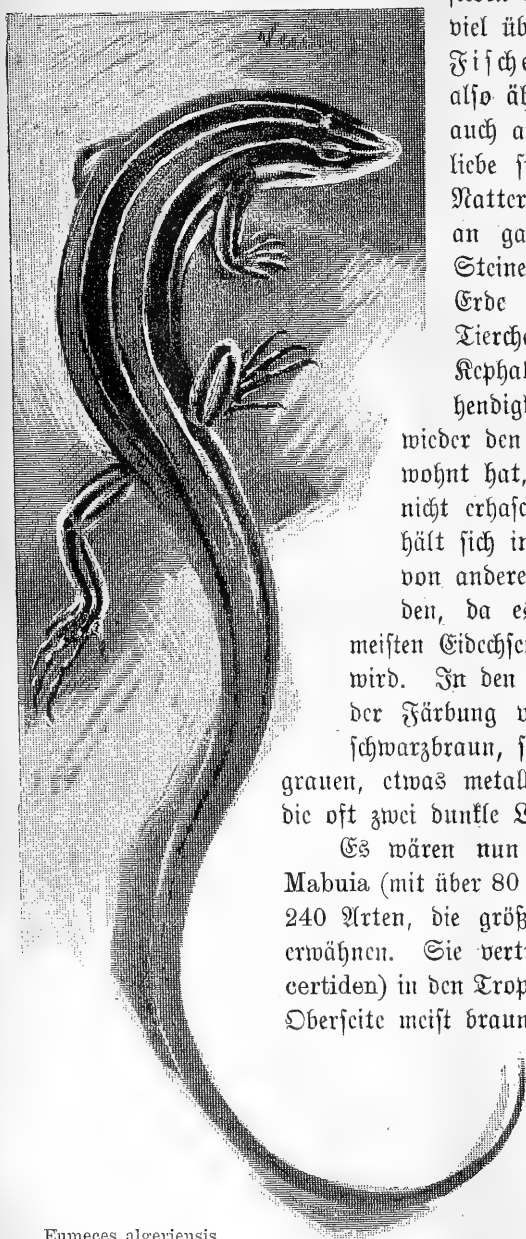 viel üb
Fische
also äh
auch a
liebe si
Natter
an ga
Steine
Erde
Tierche
Kephal
hendigk
wieder den
wohnt hat,
nicht erhasc
hält sich in
von andere
den, da es
meisten Eidechsen
wird. In den
der Färbung v
schwarzbraun, s
grauen, etwas metall
die oft zwei dunkle L
Es wären nun
Mabuia (mit über 80
240 Arten, die größ
erwähnen. Sie vert
certiden) in den Trop
Oberseite meist braun
Eumeces algeriensis